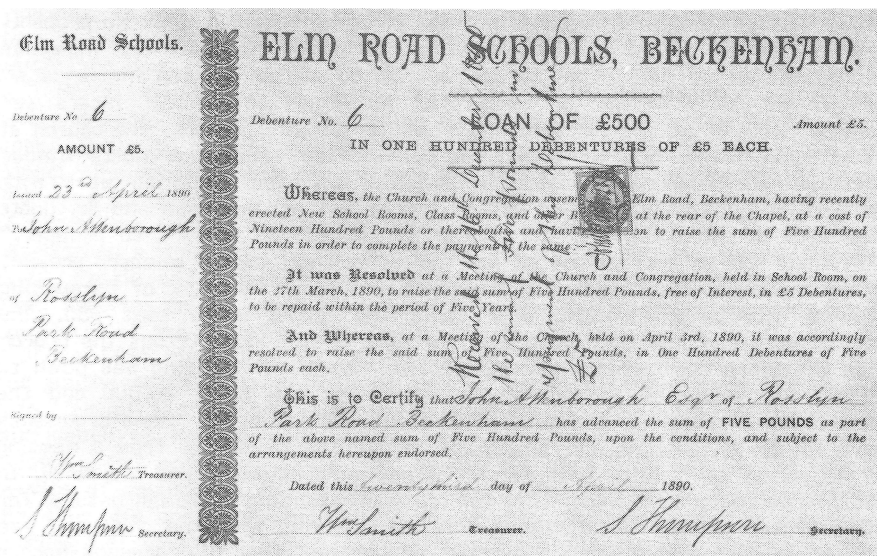 Elm Road Schools.
Debenture No 6
AMOUNT £5.
Issued 23rd April 1890
To John Attenborough
of Rosslyn
Park Road
Beckenham
Signed by
Wm Smith Treasurer.
S Thompson Secretary.
ELM ROAD SCHOOLS, BECKENHAM.
Debenture No. 6 LOAN OF £500 Amount £5.
IN ONE HUNDRED DEBENTURES OF £5 EACH.
Whereas, the Church and Congregation Elm Road, Beckenham, having recently
erected New School Rooms, Class Rooms, and other at the rear of the Chapel, at a cost of
Nineteen Hundred Pounds or thereabouts, and to raise the sum of Five Hundred
Pounds in order to complete the payment of the same
It was Resolved at a Meeting of the Church and Congregation, held in School Room, on
the 27th March, 1890, to raise the said sum of Five Hundred Pounds, free of Interest, in £5 Debentures,
to be repaid within the period of Five Years.
And Whereas, at a Meeting of the Church, held on April 3rd, 1890, it was accordingly
resolved to raise the said sum of Five Hundred Pounds, in One Hundred Debentures of Five
Pounds each.
This is to Certify that John Attenborough Esqr of Rosslyn
Park Road Beckenham has advanced the sum of FIVE POUNDS as part
of the above named sum of Five Hundred Pounds, upon the conditions, and subject to the
arrangements hereupon endorsed.
Dated this twentythird day of April 1890.
Wm Smith Treasurer. S Thompson Secretary.
Received
the sum of five pounds in